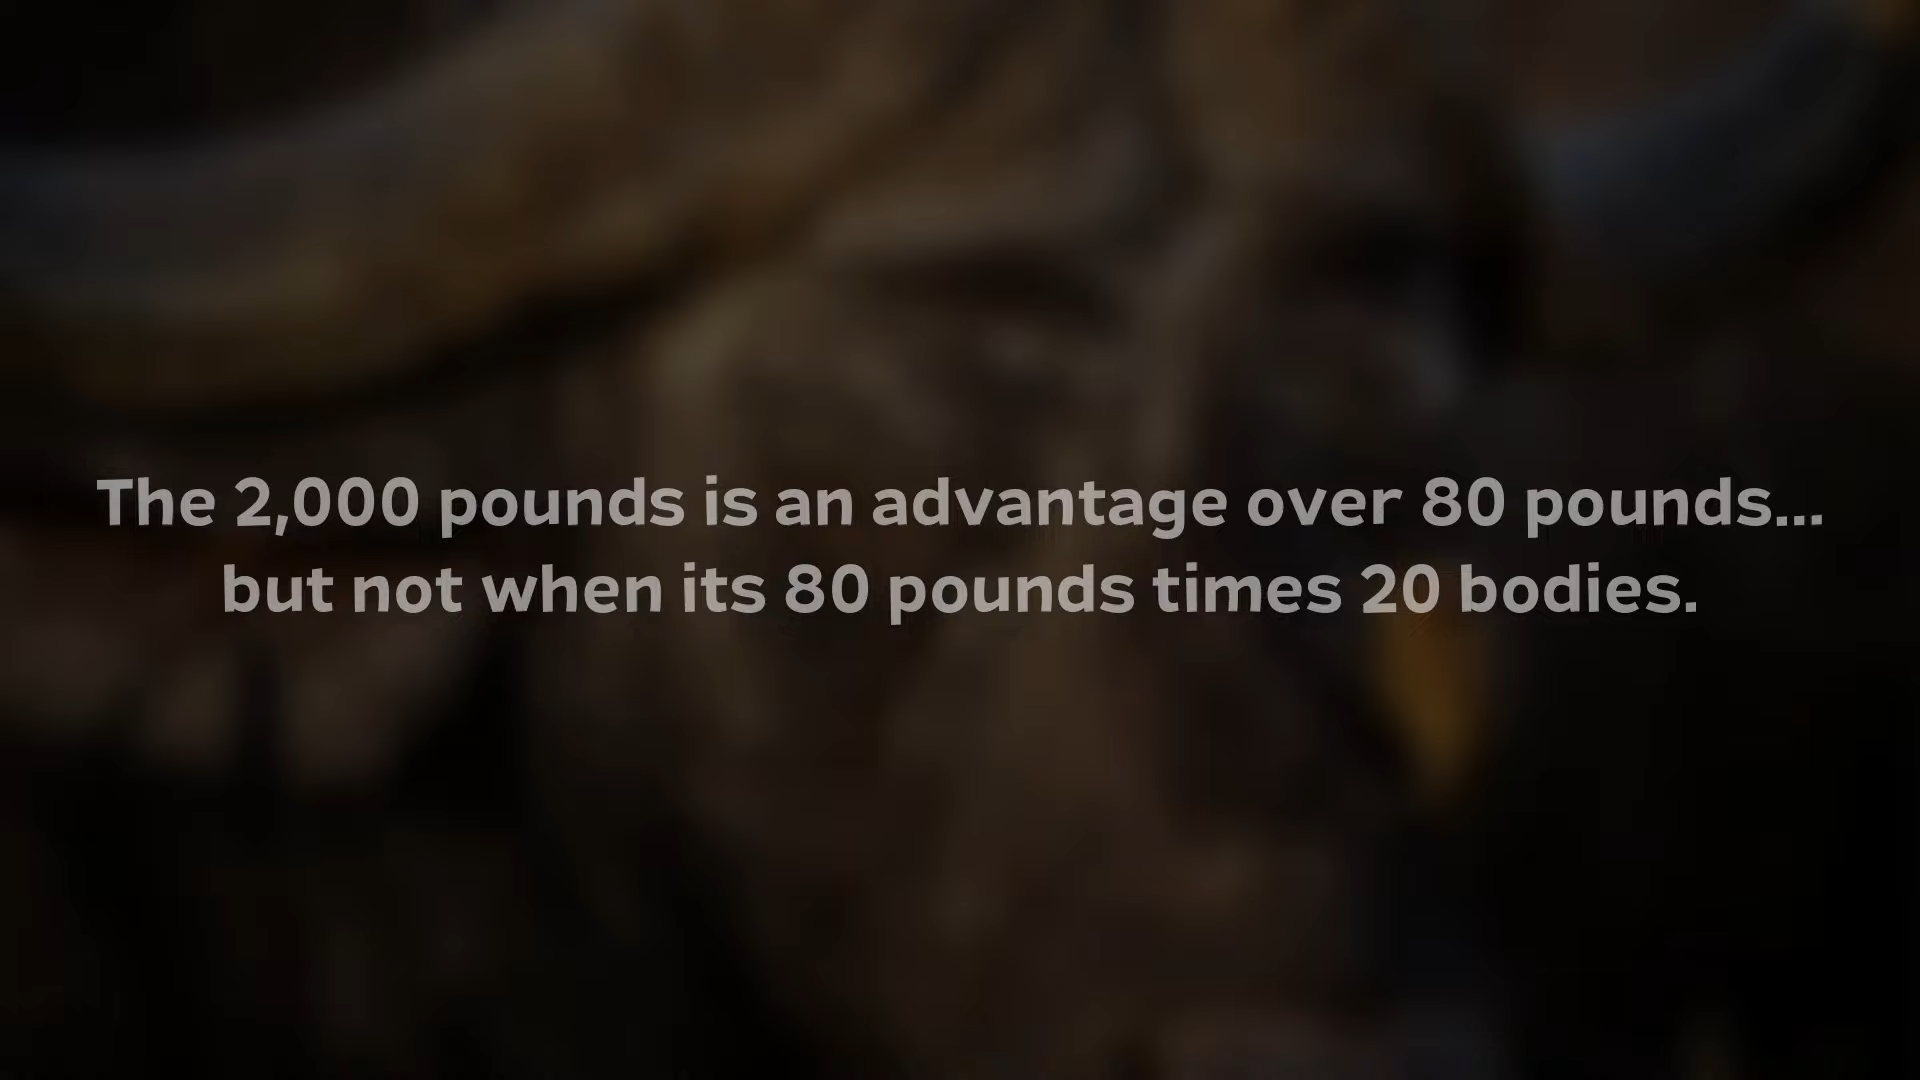 The 2,000 pounds is an advantage over 80 pounds...
but not when its 80 pounds times 20 bodies.